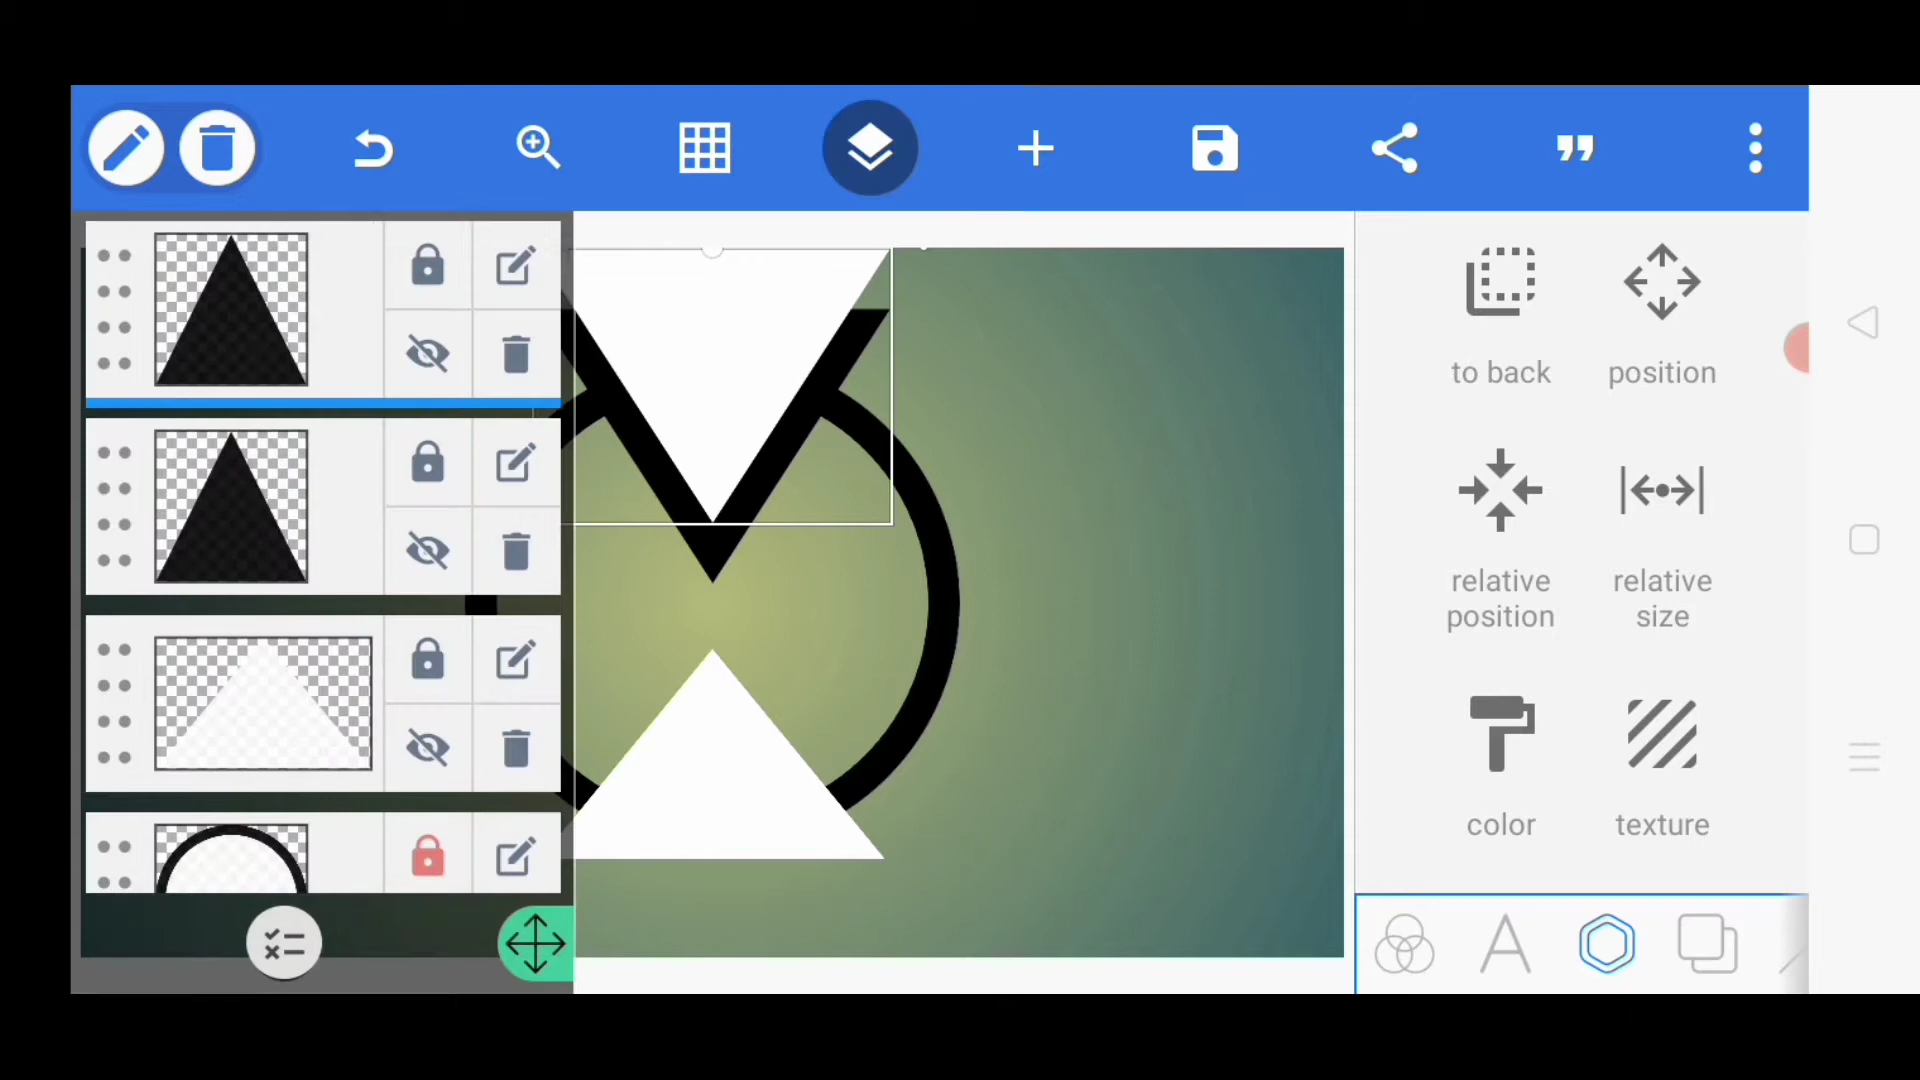 to back
position
relative
position
relative
size
color
texture